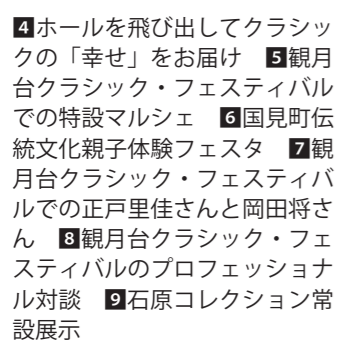 4ホールを飛び出してクラシッ
クの「幸せ」をお届け　5観月
台クラシック・フェスティバル
での特設マルシェ　6国見町伝
統文化親子体験フェスタ　7観
月台クラシック・フェスティバ
ルでの正戸里佳さんと岡田将さ
ん　8観月台クラシック・フェ
スティバルのプロフェッショナ
ル対談　9石原コレクション常
設展示